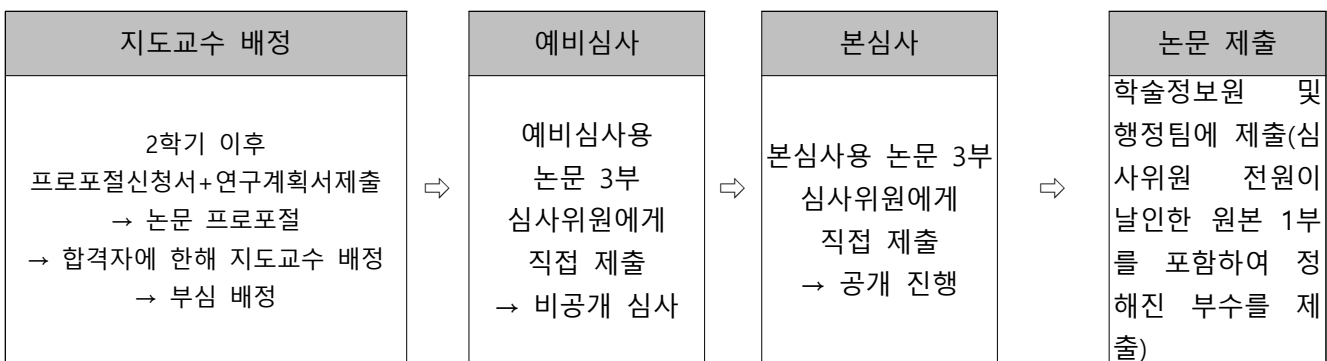 지도교수 배정
2학기 이후
프로포절신청서+연구계획서제출
→ 논문 프로포절
→ 합격자에 한해 지도교수 배정
→ 부심 배정
⇨
예비심사
예비심사용
논문 3부
심사위원에게
직접 제출
→ 비공개 심사
⇨
본심사
본심사용 논문 3부
심사위원에게
직접 제출
→ 공개 진행
⇨
논문 제출
학술정보원 및
행정팀에 제출(심
사위원 전원이
날인한 원본 1부
를 포함하여 정
해진 부수를 제
출)